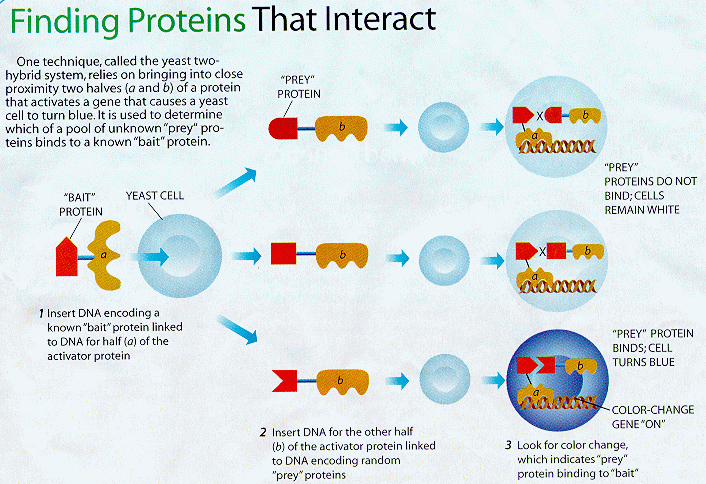 Finding Proteins That Interact
One technique, called the yeast two-
hybrid system, relies on bringing into close
proximity two halves (a and b) of a protein
that activates a gene that causes a yeast
cell to turn blue. It is used to determine
which of a pool of unknown "prey" pro-
teins binds to a known "bait" protein.
"BAIT"
PROTEIN
YEAST CELL
a
1 Insert DNA encoding a
known "bait" protein linked
to DNA for half (a) of the
activator protein
"PREY"
PROTEIN
b
X
b
a
"PREY"
PROTEINS DO NOT
BIND; CELLS
REMAIN WHITE
b
X
b
a
b
b
a
"PREY" PROTEIN
BINDS; CELL
TURNS BLUE
COLOR-CHANGE
GENE "ON"
2 Insert DNA for the other half
(b) of the activator protein linked
to DNA encoding random
"prey" proteins
3 Look for color change,
which indicates "prey"
protein binding to "bait"